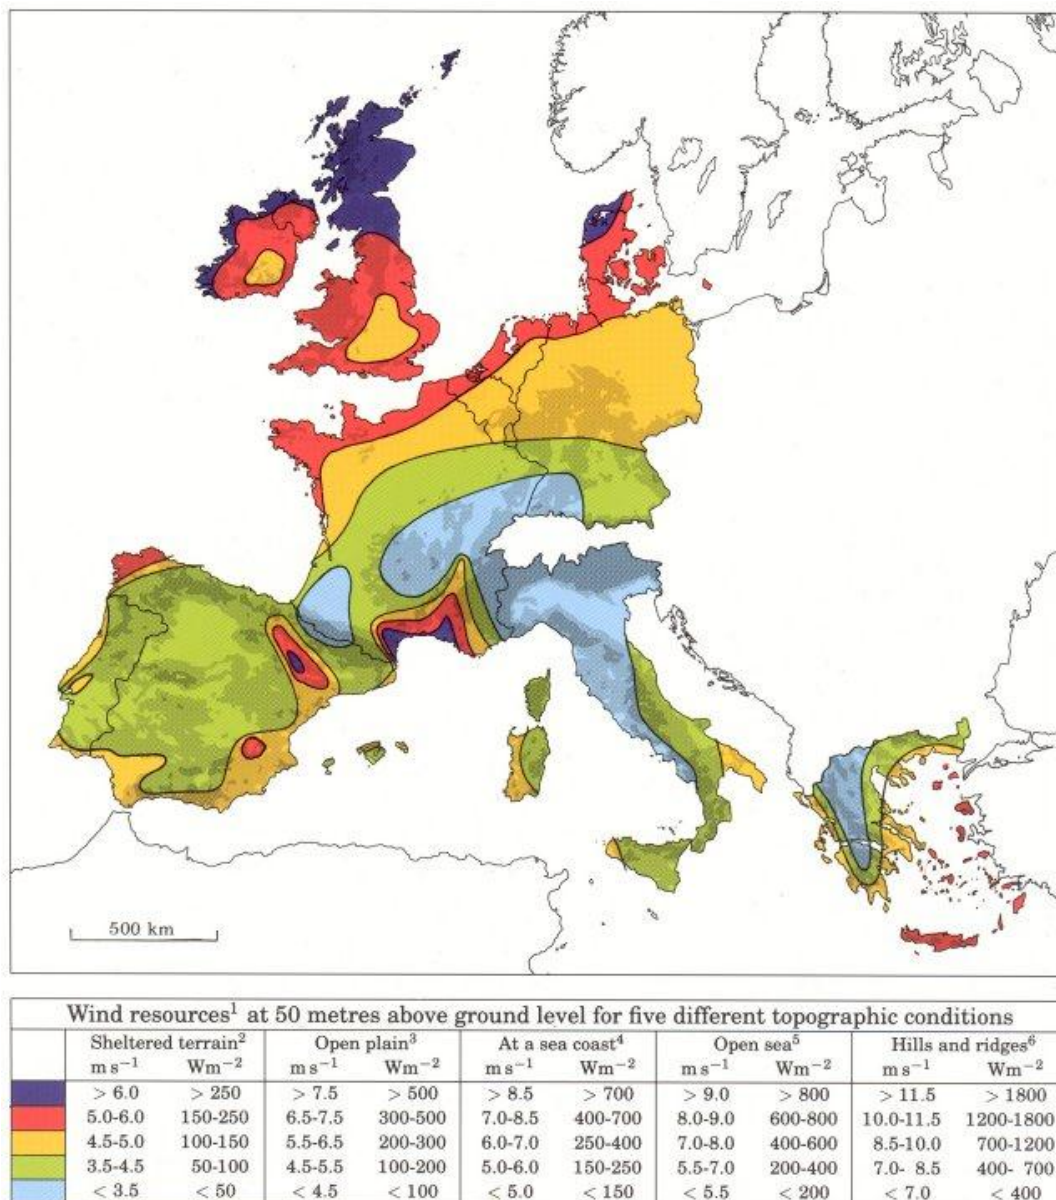 500 km
Wind resources¹ at 50 metres above ground level for five different topographic conditions
Sheltered terrain² Open plain³ At a sea coast⁴ Open sea⁵ Hills and ridges⁶
m s⁻¹ Wm⁻² m s⁻¹ Wm⁻² m s⁻¹ Wm⁻² m s⁻¹ Wm⁻² m s⁻¹ Wm⁻²
> 6.0 > 250 > 7.5 > 500 > 8.5 > 700 > 9.0 > 800 > 11.5 > 1800
5.0-6.0 150-250 6.5-7.5 300-500 7.0-8.5 400-700 8.0-9.0 600-800 10.0-11.5 1200-1800
4.5-5.0 100-150 5.5-6.5 200-300 6.0-7.0 250-400 7.0-8.0 400-600 8.5-10.0 700-1200
3.5-4.5 50-100 4.5-5.5 100-200 5.0-6.0 150-250 5.5-7.0 200-400 7.0- 8.5 400- 700
< 3.5 < 50 < 4.5 < 100 < 5.0 < 150 < 5.5 < 200 < 7.0 < 400